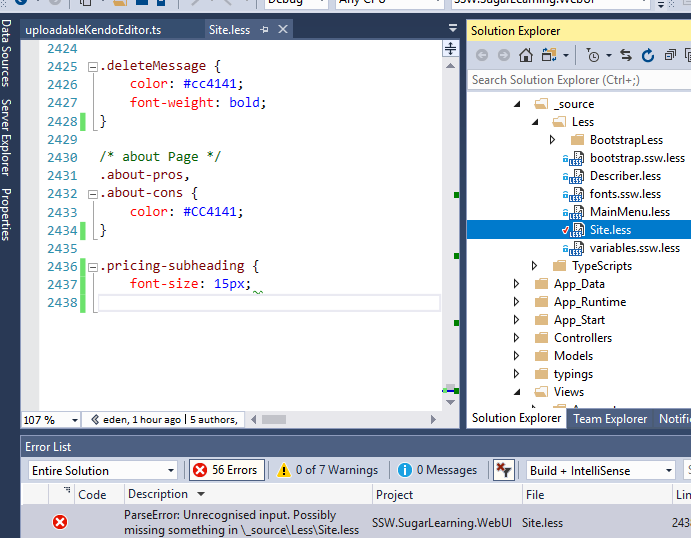 Debug
Any CPU
SSW.SugarLearning.WebUI
uploadableKendoEditor.ts
Site.less
Data Sources
Server Explorer
Properties
2424
2425 .deleteMessage {
2426 color: #cc4141;
2427 font-weight: bold;
2428 }
2429
2430 /* about Page */
2431 .about-pros,
2432 .about-cons {
2433 color: #CC4141;
2434 }
2435
2436 .pricing-subheading {
2437 font-size: 15px;
2438
107 %
eden, 1 hour ago | 5 authors,
Solution Explorer
Search Solution Explorer (Ctrl+;)
_source
Less
BootstrapLess
bootstrap.ssw.less
Describer.less
fonts.ssw.less
MainMenu.less
Site.less
variables.ssw.less
TypeScripts
App_Data
App_Runtime
App_Start
Controllers
Models
typings
Views
Solution Explorer Team Explorer Notifi
Error List
Entire Solution 56 Errors 0 of 7 Warnings 0 Messages Build + IntelliSense
Code Description Project File Lin
ParseError: Unrecognised input. Possibly
missing something in \_source\Less\Site.less
SSW.SugarLearning.WebUI Site.less 243